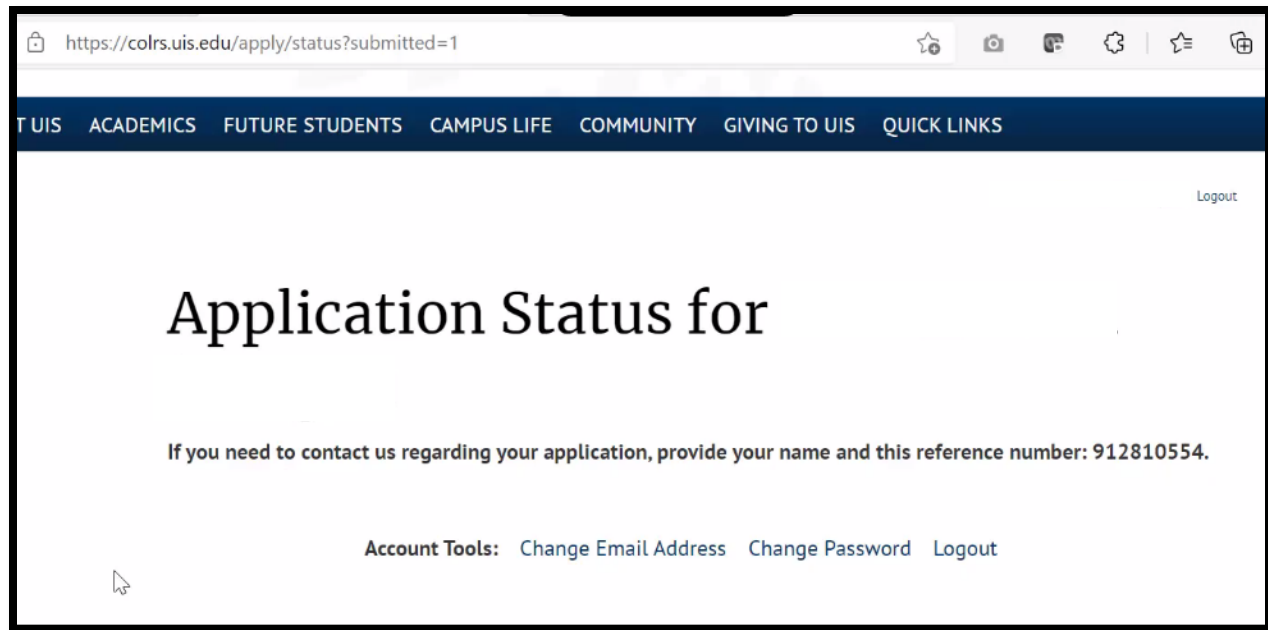 https://colrs.uis.edu/apply/status?submitted=1
T UIS ACADEMICS FUTURE STUDENTS CAMPUS LIFE COMMUNITY GIVING TO UIS QUICK LINKS
Logout
Application Status for
If you need to contact us regarding your application, provide your name and this reference number: 912810554.
Account Tools: Change Email Address Change Password Logout